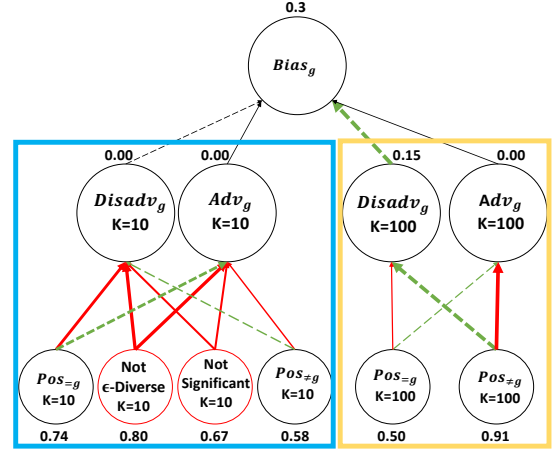 0.3
Bias_g
0.00 0.00 0.15 0.00
Disadv_g Adv_g Disadv_g Adv_g
K=10 K=10 K=100 K=100
Pos_{=g} Not Not Pos_{≠g} Pos_{=g} Pos_{≠g}
K=10 ϵ-Diverse Significant K=10 K=100 K=100
K=10 K=10
0.74 0.80 0.67 0.58 0.50 0.91